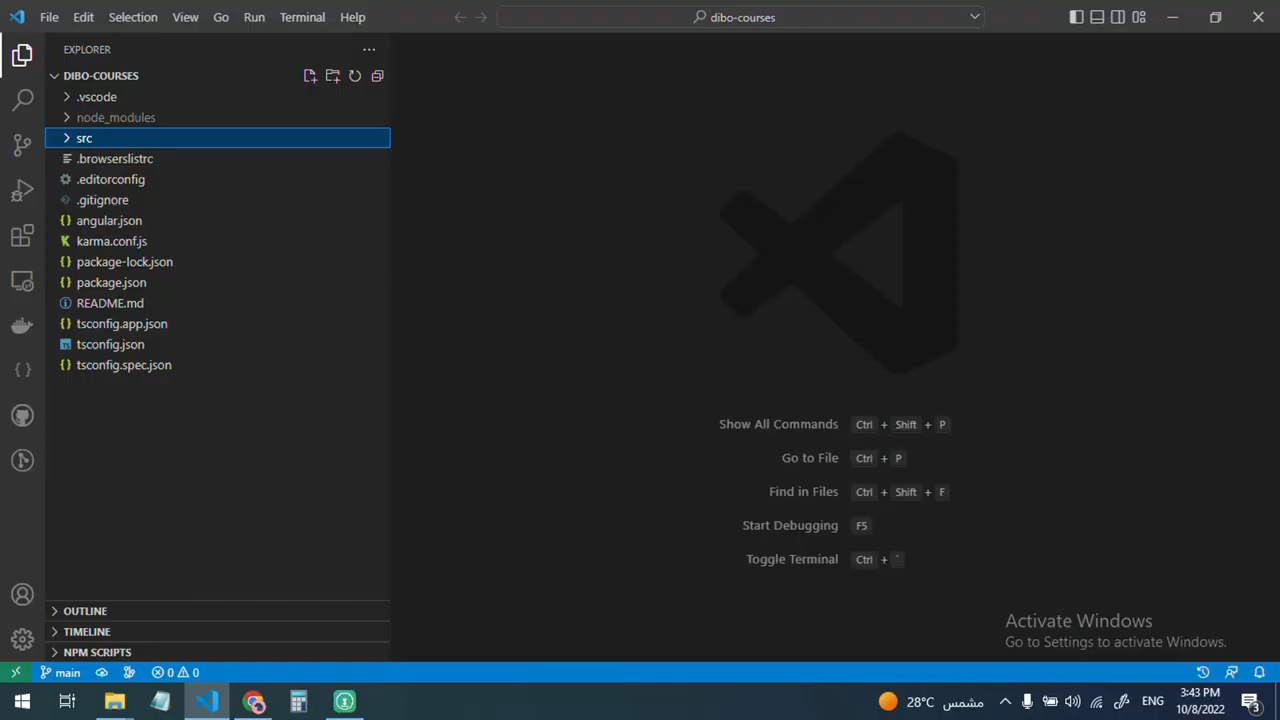 File Edit Selection View Go Run Terminal Help
dibo-courses
EXPLORER
DIBO-COURSES
.vscode
node_modules
src
.browserslistrc
.editorconfig
.gitignore
angular.json
karma.conf.js
package-lock.json
package.json
README.md
tsconfig.app.json
tsconfig.json
tsconfig.spec.json
Show All Commands Ctrl + Shift + P
Go to File Ctrl + P
Find in Files Ctrl + Shift + F
Start Debugging F5
Toggle Terminal Ctrl + `
OUTLINE
TIMELINE
NPM SCRIPTS
Activate Windows
Go to Settings to activate Windows.
main 0 0
28°C مشمس
ENG
3:43 PM
10/8/2022
3